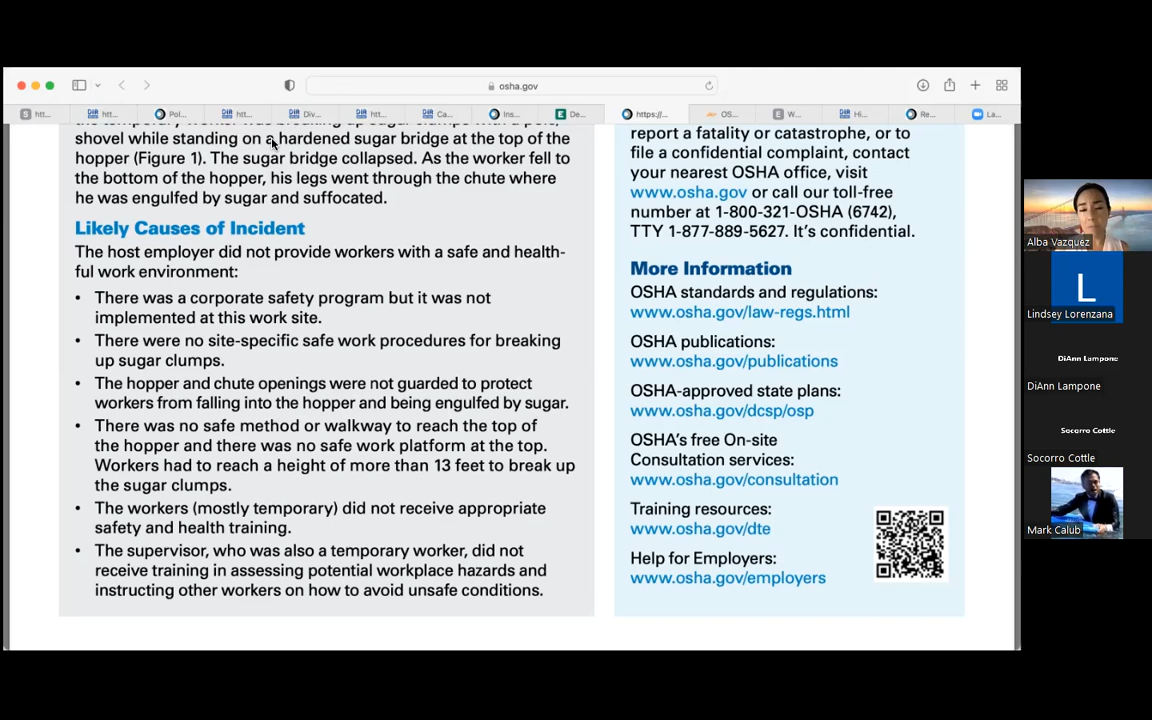 osha.gov
htt...
htt...
Pol...
htt...
Div...
htt...
Ca...
Ins...
De...
https://...
OS...
W...
Hi...
Re...
La...
shovel while standing on a hardened sugar bridge at the top of the
hopper (Figure 1). The sugar bridge collapsed. As the worker fell to
the bottom of the hopper, his legs went through the chute where
he was engulfed by sugar and suffocated.
Likely Causes of Incident
The host employer did not provide workers with a safe and health-
ful work environment:
• There was a corporate safety program but it was not
implemented at this work site.
• There were no site-specific safe work procedures for breaking
up sugar clumps.
• The hopper and chute openings were not guarded to protect
workers from falling into the hopper and being engulfed by sugar.
• There was no safe method or walkway to reach the top of
the hopper and there was no safe work platform at the top.
Workers had to reach a height of more than 13 feet to break up
the sugar clumps.
• The workers (mostly temporary) did not receive appropriate
safety and health training.
• The supervisor, who was also a temporary worker, did not
receive training in assessing potential workplace hazards and
instructing other workers on how to avoid unsafe conditions.
report a fatality or catastrophe, or to
file a confidential complaint, contact
your nearest OSHA office, visit
www.osha.gov or call our toll-free
number at 1-800-321-OSHA (6742),
TTY 1-877-889-5627. It's confidential.
More Information
OSHA standards and regulations:
www.osha.gov/law-regs.html
OSHA publications:
www.osha.gov/publications
OSHA-approved state plans:
www.osha.gov/dcsp/osp
OSHA's free On-site
Consultation services:
www.osha.gov/consultation
Training resources:
www.osha.gov/dte
Help for Employers:
www.osha.gov/employers
Alba Vazquez
L
Lindsey Lorenzana
DiAnn Lampone
DiAnn Lampone
Socorro Cottle
Socorro Cottle
Mark Calub